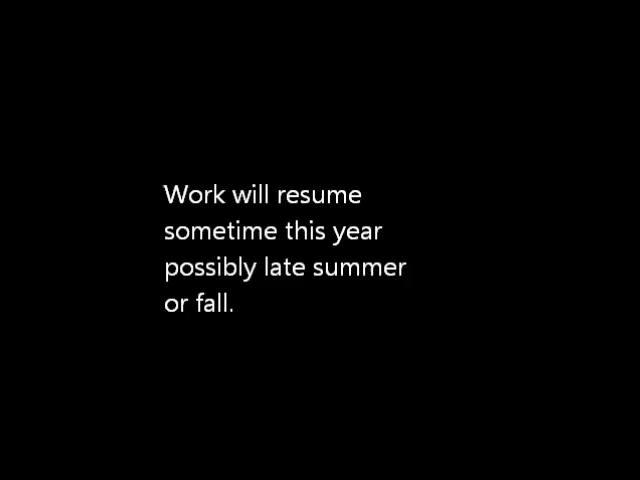 Work will resume
sometime this year
possibly late summer
or fall.